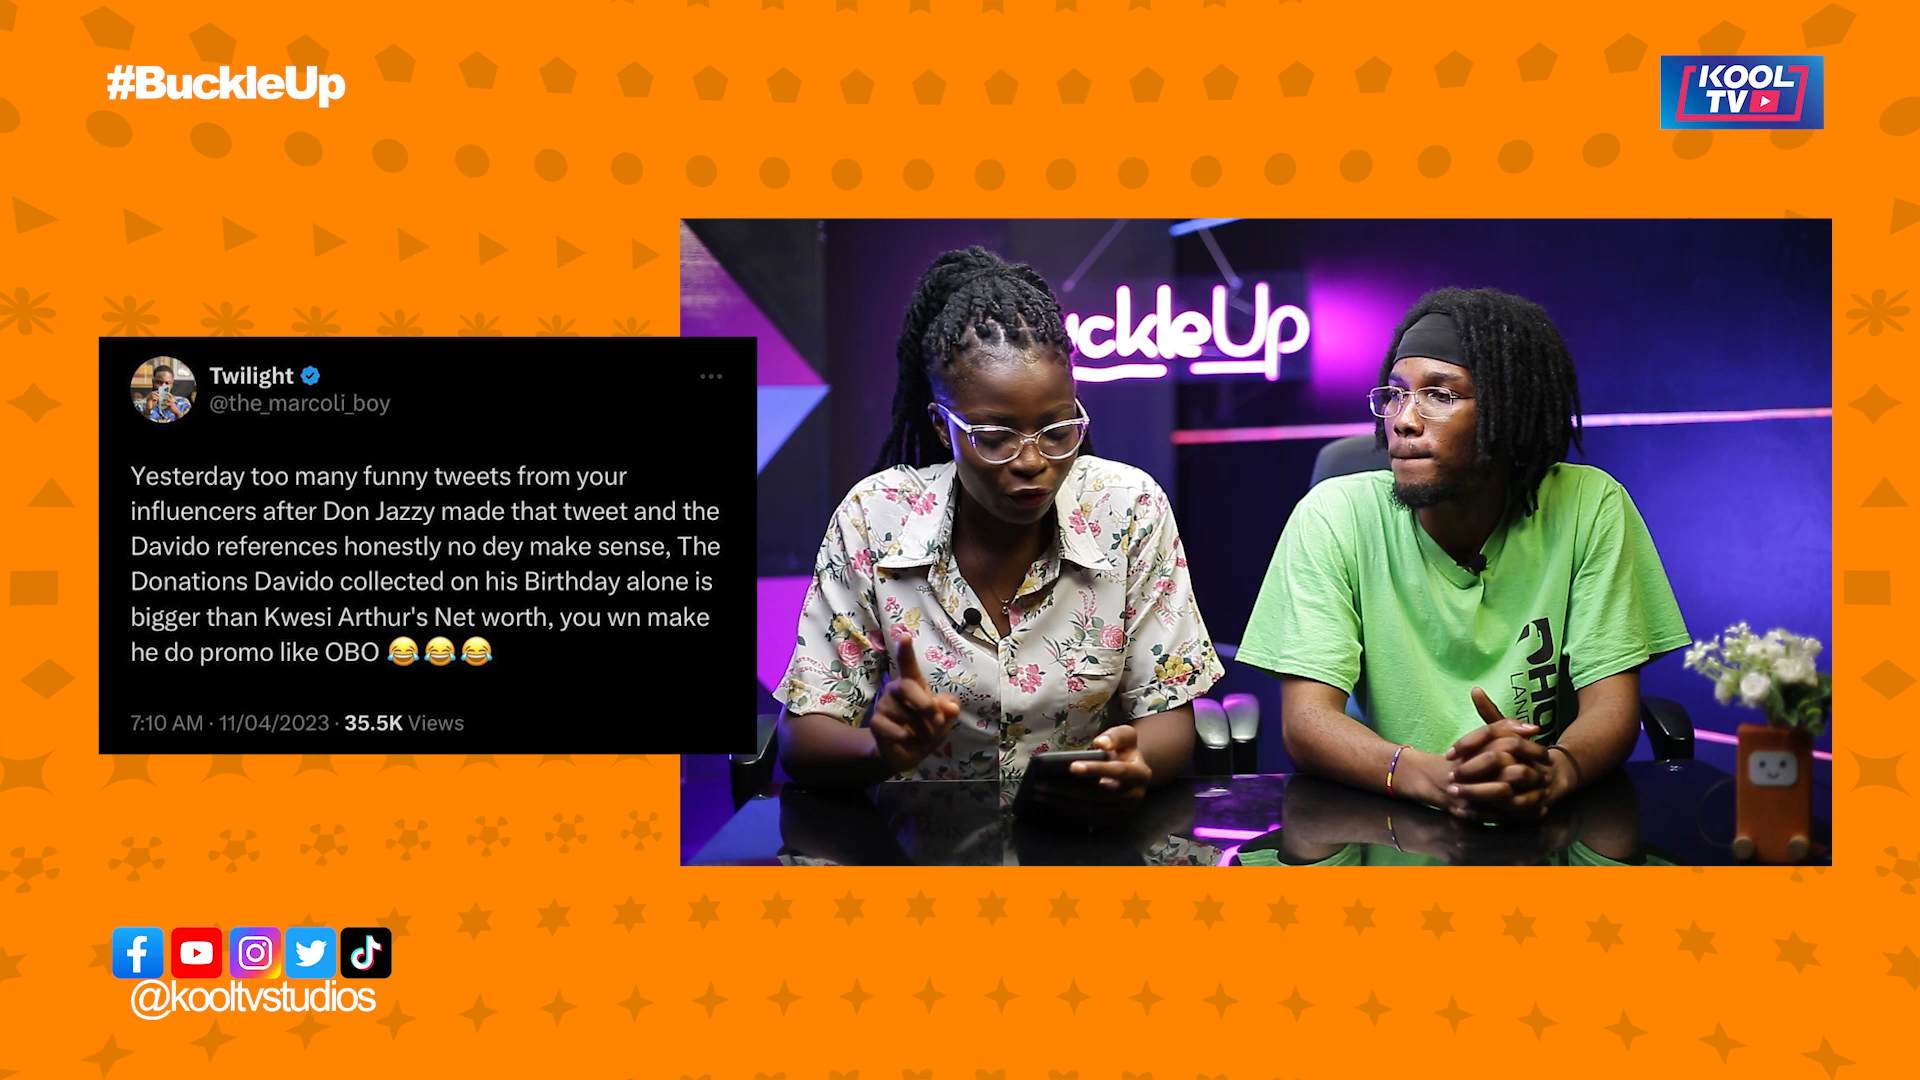 #BuckleUp
KOOL
TV
Twilight
@the_marcoli_boy
Yesterday too many funny tweets from your
influencers after Don Jazzy made that tweet and the
Davido references honestly no dey make sense, The
Donations Davido collected on his Birthday alone is
bigger than Kwesi Arthur's Net worth, you wn make
he do promo like OBO 😂😂😂
7:10 AM · 11/04/2023 · 35.5K Views
ckleUp
@kooltvstudios